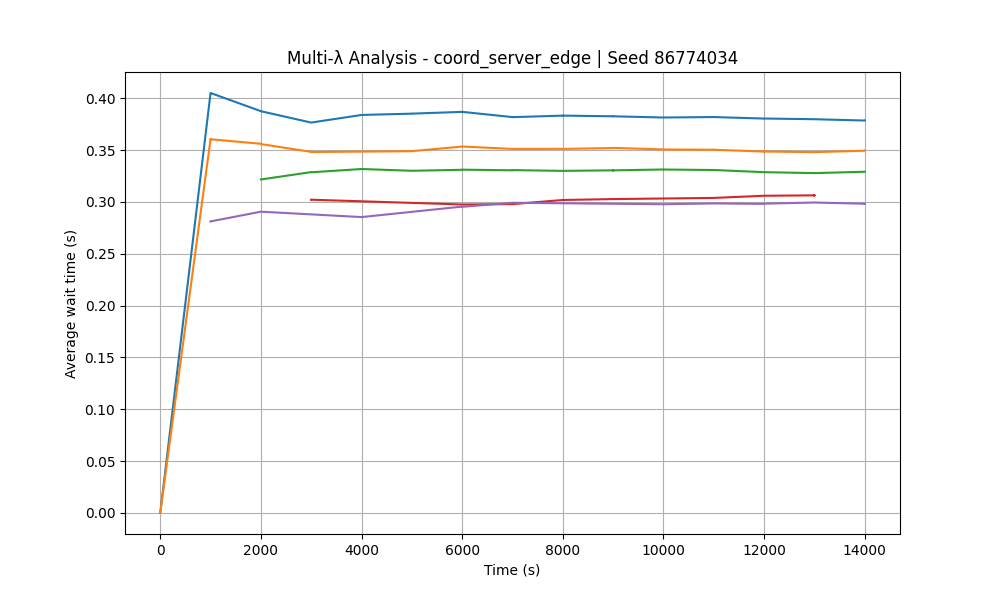 Multi-λ Analysis - coord_server_edge | Seed 86774034
0.40
0.35
0.30
0.25
0.20
0.15
0.10
0.05
0.00
Average wait time (s)
0 2000 4000 6000 8000 10000 12000 14000
Time (s)